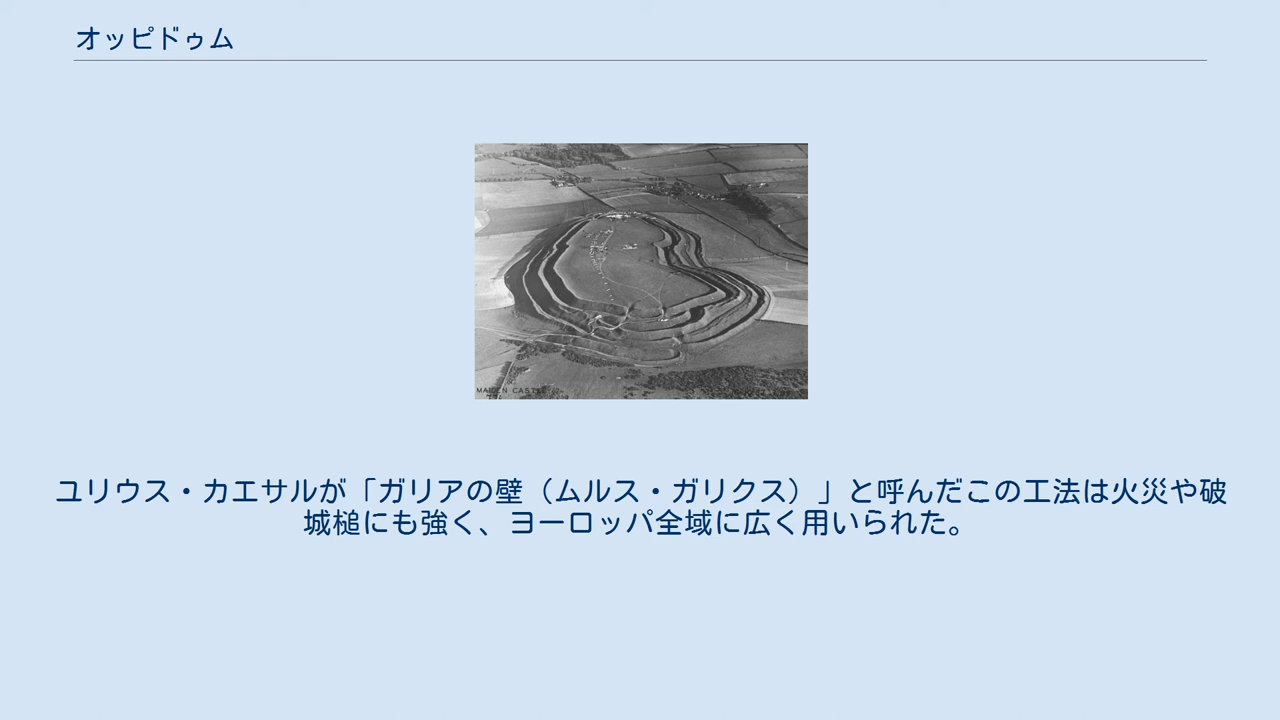 オッピドゥム
MAIDEN CASTLE
ユリウス・カエサルが「ガリアの壁（ムルス・ガリクス）」と呼んだこの工法は火災や破
城槌にも強く、ヨーロッパ全域に広く用いられた。